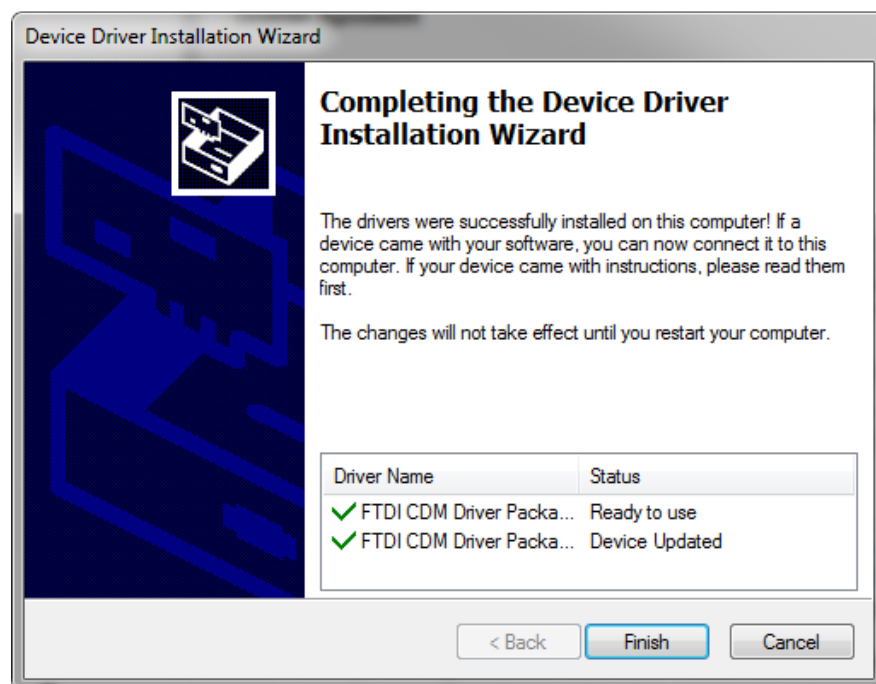 Device Driver Installation Wizard
Completing the Device Driver
Installation Wizard
The drivers were successfully installed on this computer! If a
device came with your software, you can now connect it to this
computer. If your device came with instructions, please read them
first.
The changes will not take effect until you restart your computer.
Driver Name Status
FTDI CDM Driver Packa... Ready to use
FTDI CDM Driver Packa... Device Updated
< Back Finish Cancel